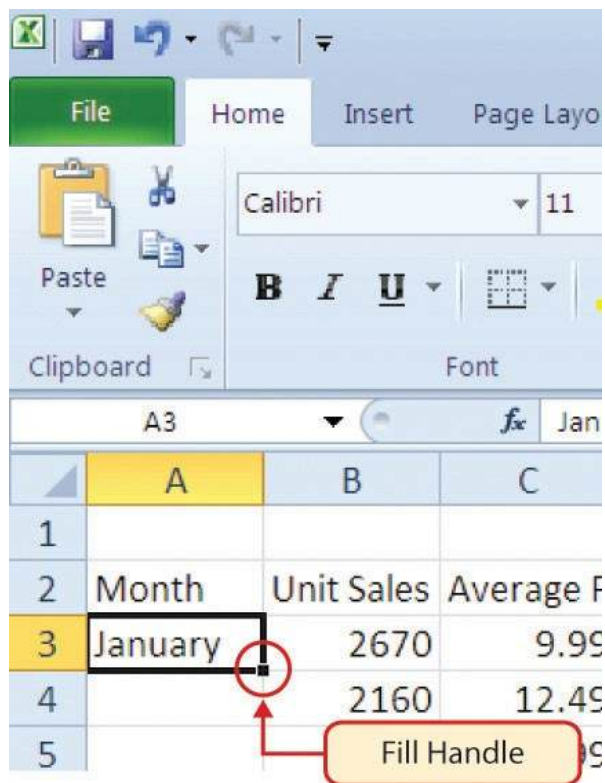 File Home Insert Page Layo
Calibri 11
Paste B I U
Clipboard Font
A3 fx Jan
A B C
1
2 Month Unit Sales Average P
3 January 2670 9.99
4 2160 12.49
5 Fill Handle 99